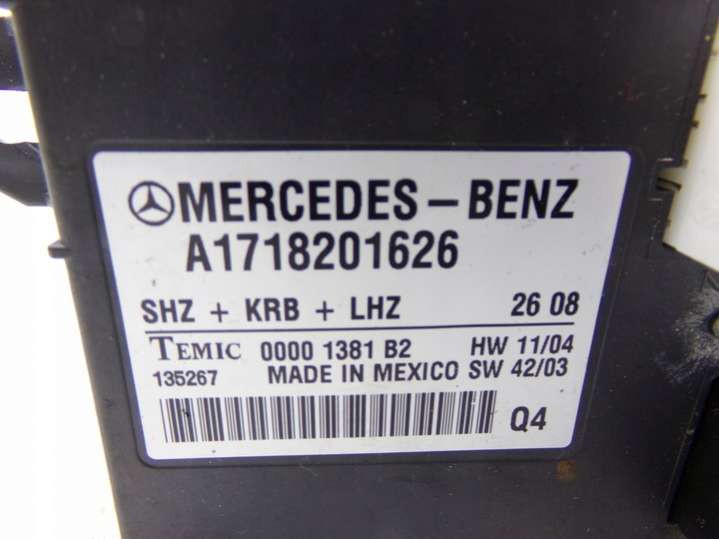 MERCEDES-BENZ
A1718201626
SHZ + KRB + LHZ 26 08
TEMIC 0000 1381 B2 HW 11/04
135267 MADE IN MEXICO SW 42/03
Q4